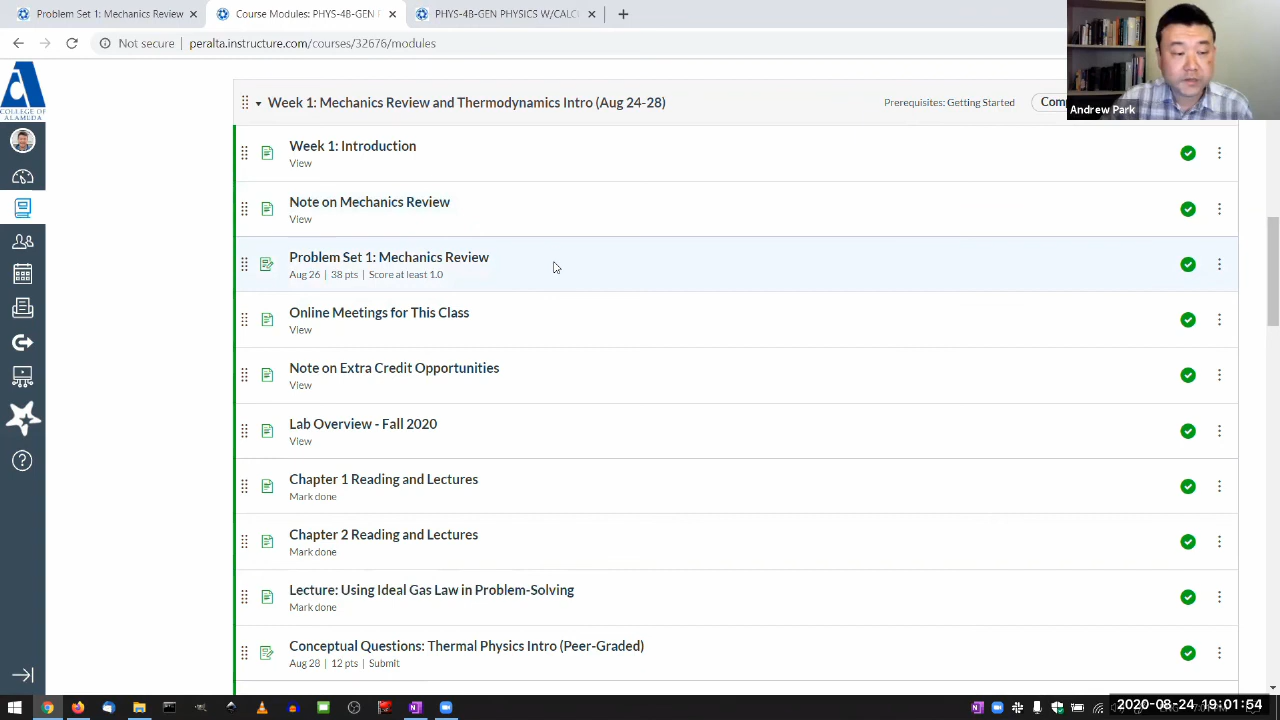 Problem Set 1: Mechanics Review
Course Modules: PHYS-4B-GEN
PHYS-4B-GEN PHYSICS W/CALC
Not secure | peralta.instructure.com/courses/32676/modules
Andrew Park
COLLEGE OF
ALAMEDA
Week 1: Mechanics Review and Thermodynamics Intro (Aug 24-28)
Prerequisites: Getting Started
Week 1: Introduction
View
Note on Mechanics Review
View
Problem Set 1: Mechanics Review
Aug 26 | 38 pts | Score at least 1.0
Online Meetings for This Class
View
Note on Extra Credit Opportunities
View
Lab Overview - Fall 2020
View
Chapter 1 Reading and Lectures
Mark done
Chapter 2 Reading and Lectures
Mark done
Lecture: Using Ideal Gas Law in Problem-Solving
Mark done
Conceptual Questions: Thermal Physics Intro (Peer-Graded)
Aug 28 | 12 pts | Submit
2020-08-24 19:01:54